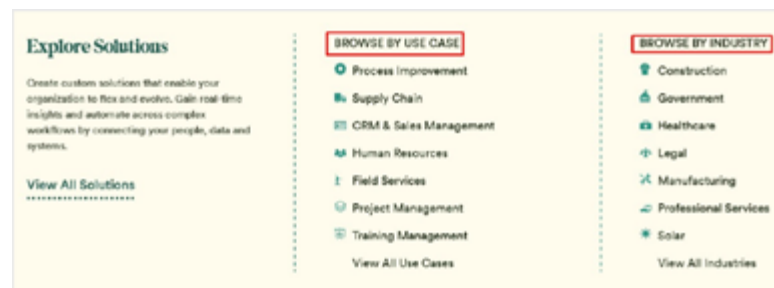 Explore Solutions
Create custom solutions that enable your
organization to flex and evolve. Gain real-time
insights and automate across complex
workflows by connecting your people, data and
systems.
View All Solutions
BROWSE BY USE CASE
Process Improvement
Supply Chain
CRM & Sales Management
Human Resources
Field Services
Project Management
Training Management
View All Use Cases
BROWSE BY INDUSTRY
Construction
Government
Healthcare
Legal
Manufacturing
Professional Services
Solar
View All Industries